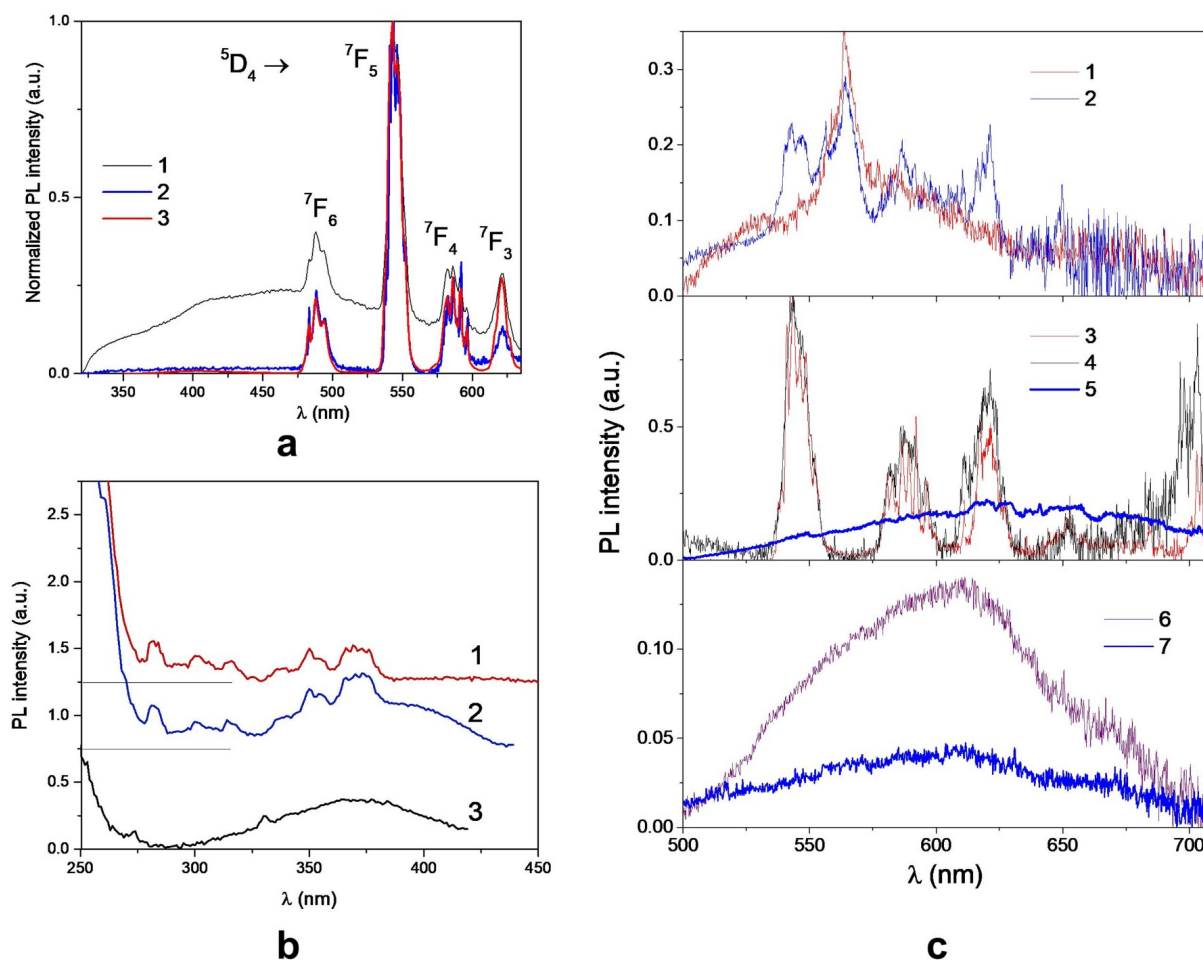 Normalized PL intensity (a.u.)
1.0
0.5
0.0
⁵D₄ →
⁷F₅
⁷F₆
⁷F₄
⁷F₃
1
2
3
350 400 450 500 550 600
λ (nm)
a
PL intensity (a.u.)
2.5
2.0
1.5
1.0
0.5
0.0
1
2
3
250 300 350 400 450
λ (nm)
b
PL intensity (a.u.)
0.3
0.2
0.1
0.0
1
2
0.5
0.0
3
4
5
0.10
0.05
0.00
6
7
500 550 600 650 700
λ (nm)
c